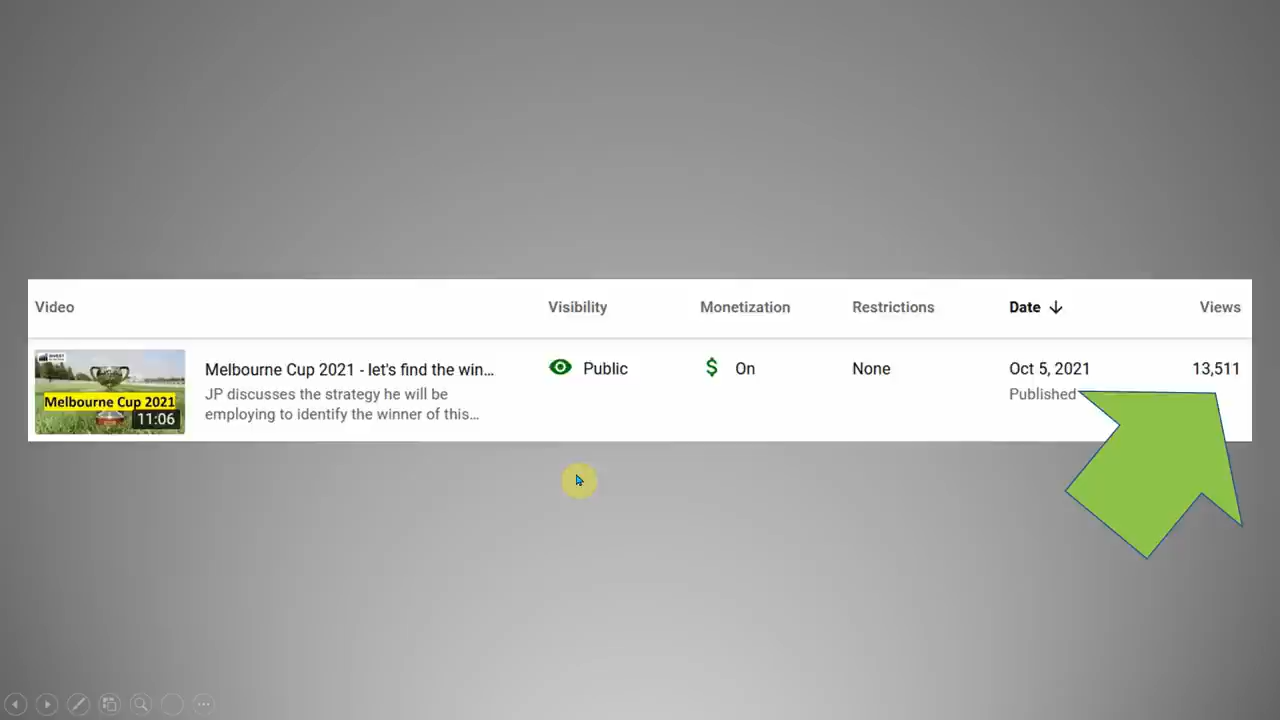 Video Visibility Monetization Restrictions Date Views
Melbourne Cup 2021
11:06
Melbourne Cup 2021 - let's find the win...
JP discusses the strategy he will be
employing to identify the winner of this...
Public
On
None
Oct 5, 2021
Published
13,511